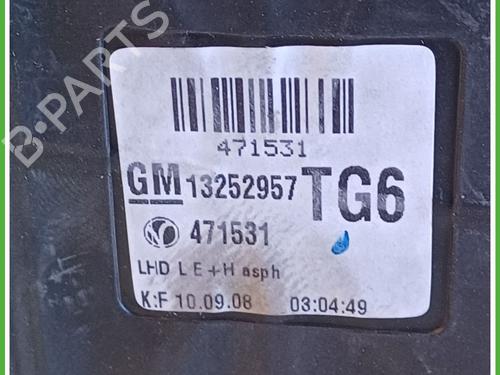 B-PARTS
471531
GM 13252957 TG6
471531
LHD L E+H asph
K:F 10.09.08 03:04:49